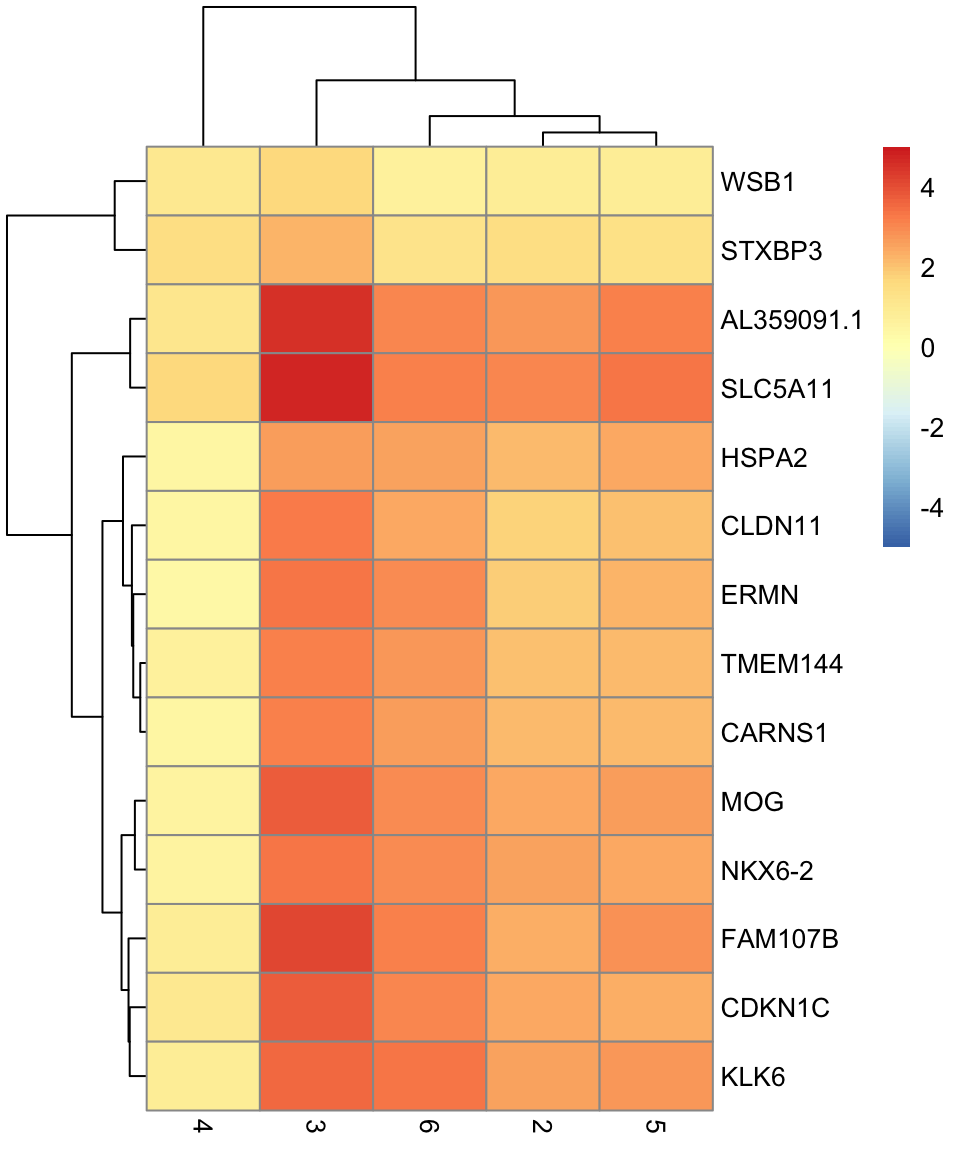 WSB1
STXBP3
AL359091.1
SLC5A11
HSPA2
CLDN11
ERMN
TMEM144
CARNS1
MOG
NKX6-2
FAM107B
CDKN1C
KLK6
4
3
6
2
5
4
2
0
-2
-4